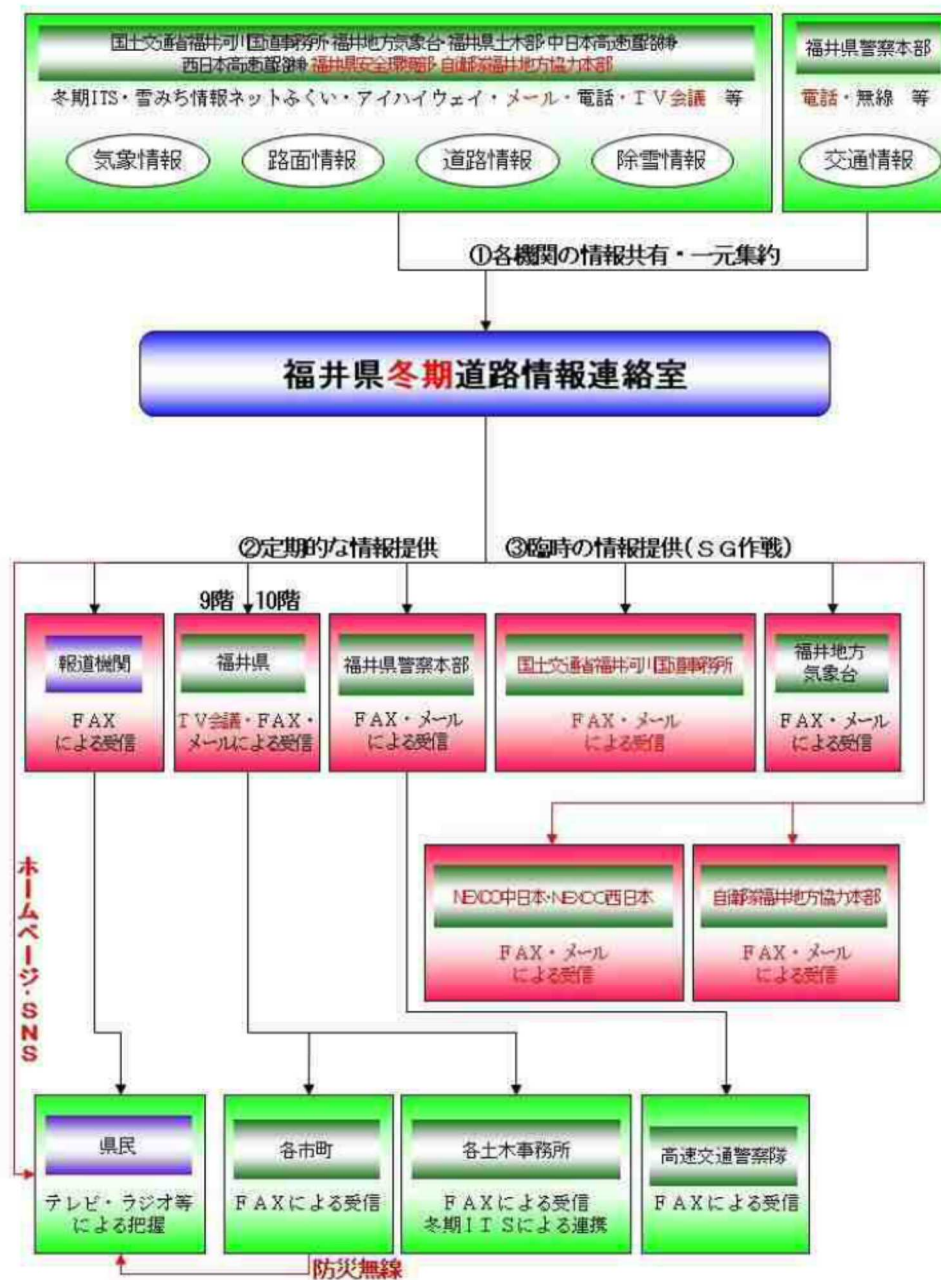 国土交通省福井河川国道事務所・福井地方気象台・福井県土木部・中日本高速道路㈱・
西日本高速道路㈱・福井県安全環境部・自衛隊福井地方協力本部
冬期ITS・雪みち情報ネットふくい・アイハイウェイ・メール・電話・ＴＶ会議　等
気象情報
路面情報
道路情報
除雪情報
福井県警察本部
電話・無線　等
交通情報
①各機関の情報共有・一元集約
福井県冬期道路情報連絡室
②定期的な情報提供
③臨時の情報提供(ＳＧ作戦)
9階
10階
報道機関
ＦＡＸ
による受信
福井県
ＴＶ会議・ＦＡＸ・
メールによる受信
福井県警察本部
ＦＡＸ・メール
による受信
国土交通省福井河川国道事務所
ＦＡＸ・メール
による受信
福井地方
気象台
ＦＡＸ・メール
による受信
NEXCO中日本・NEXCO西日本
ＦＡＸ・メール
による受信
自衛隊福井地方協力本部
ＦＡＸ・メール
による受信
ホームページ・SNS
県民
テレビ・ラジオ等
による把握
各市町
ＦＡＸによる受信
各土木事務所
ＦＡＸによる受信
冬期ＩＴＳによる連携
高速交通警察隊
ＦＡＸによる受信
防災無線